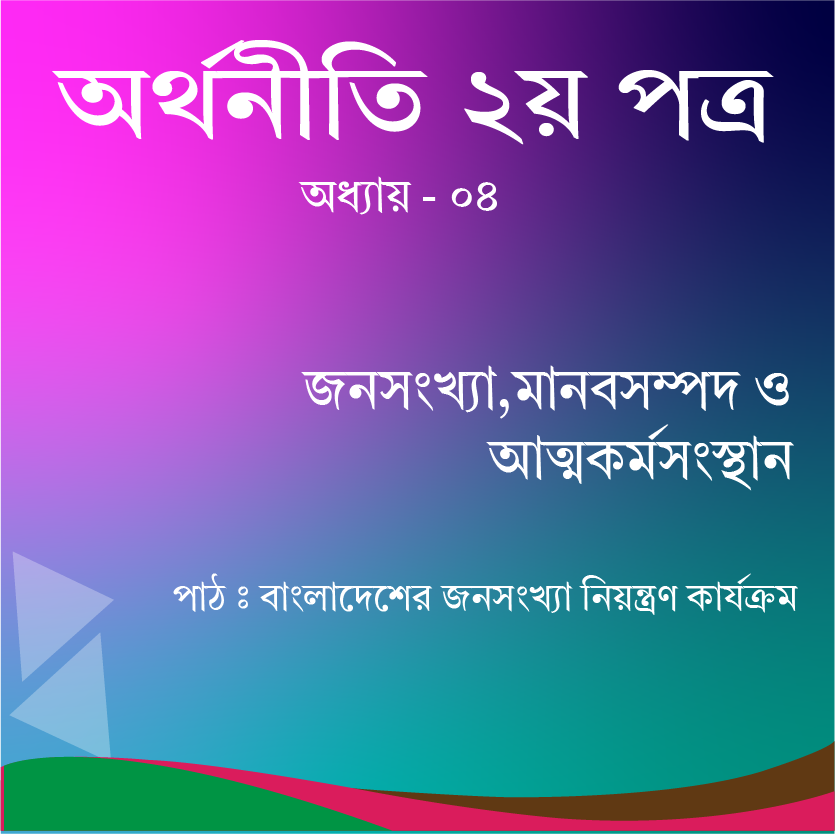 অর্থনীতি ২য় পত্র
অধ্যায় - ০৪
জনসংখ্যা,মানবসম্পদ ও
আত্মকর্মসংস্থান
পাঠ ঃ বাংলাদেশের জনসংখ্যা নিয়ন্ত্রণ কার্যক্রম